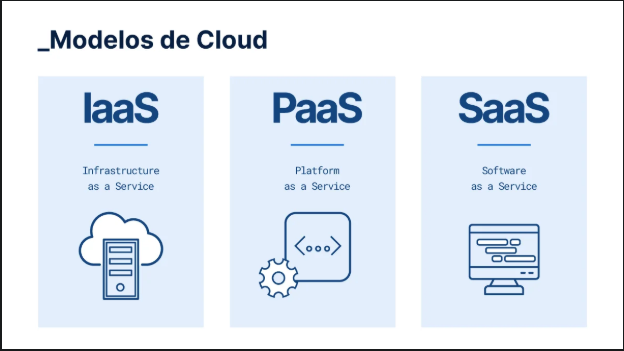 _Modelos de Cloud
IaaS
Infrastructure
as a Service
PaaS
Platform
as a Service
SaaS
Software
as a Service